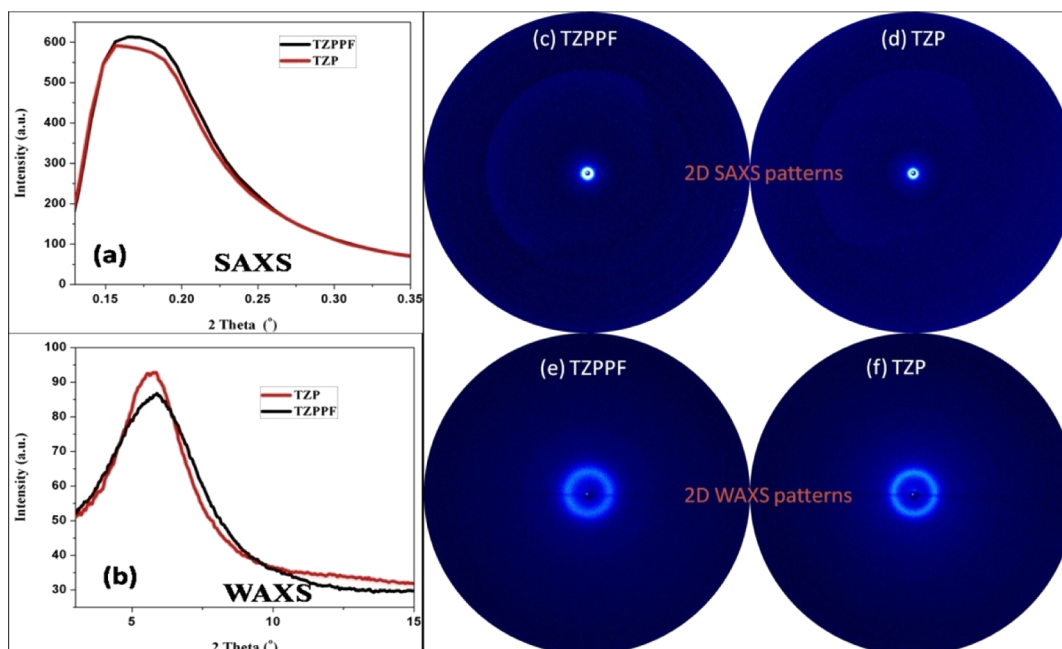 600
500
400
300
200
100
0
Intensity (a.u.)
TZPPF
TZP
(a)
SAXS
0.15
0.20
0.25
0.30
0.35
2 Theta (°)
100
90
80
70
60
50
40
30
Intensity (a.u.)
TZP
TZPPF
(b)
WAXS
5
10
15
2 Theta (°)
(c) TZPPF
(d) TZP
2D SAXS patterns
(e) TZPPF
(f) TZP
2D WAXS patterns